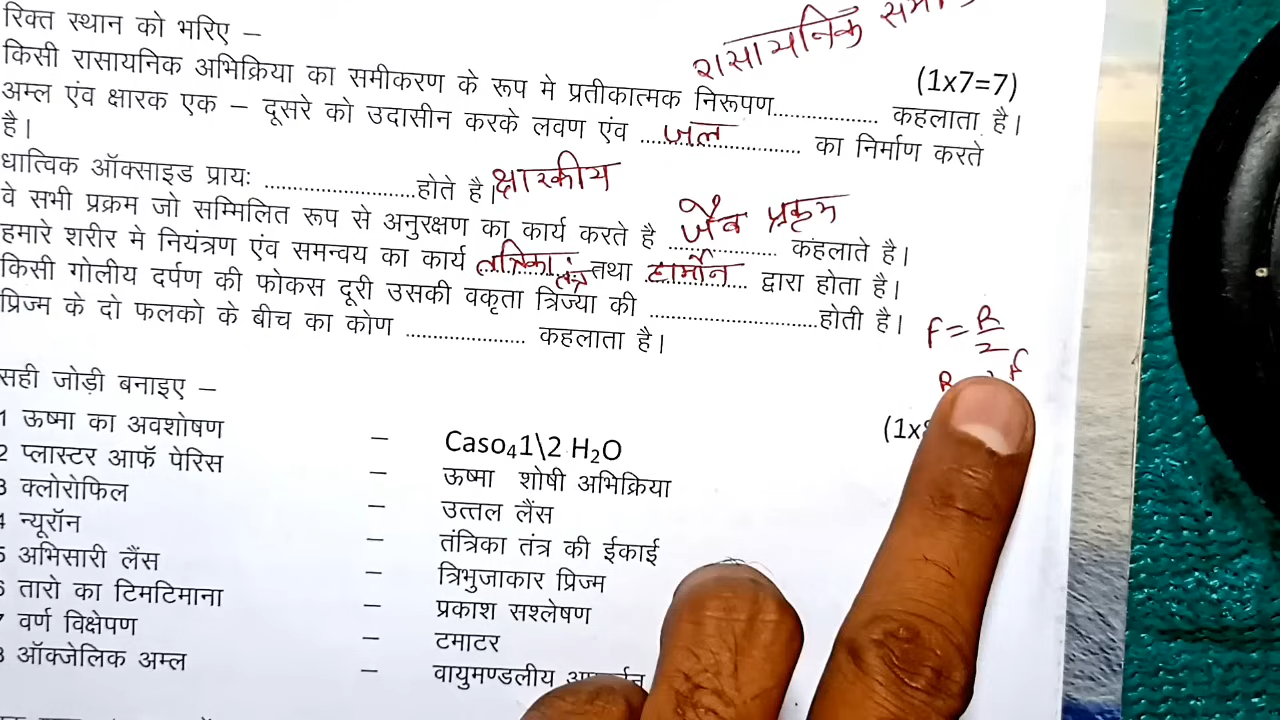 रिक्त स्थान को भरिए –
रासायनिक
(1x7=7)
किसी रासायनिक अभिक्रिया का समीकरण के रूप मे प्रतीकात्मक निरूपण.................. कहलाता है।
अम्ल एंव क्षारक एक – दूसरे को उदासीन करके लवण एंव ....जल.... का निर्माण करते
है।
धात्विक ऑक्साइड प्रायः ..........................होते है। क्षारकीय
वे सभी प्रक्रम जो सम्मिलित रूप से अनुरक्षण का कार्य करते है जैव प्रक्रम ................... कहलाते है।
हमारे शरीर मे नियंत्रण एंव समन्वय का कार्य तंत्रिका तंत्र तथा हार्मोन द्वारा होता है।
किसी गोलीय दर्पण की फोकस दूरी उसकी वकृता त्रिज्या की .............................होती है।
f = R/2
प्रिज्म के दो फलको के बीच का कोण ..................... कहलाता है।
सही जोड़ी बनाइए –
1 ऊष्मा का अवशोषण – Caso₄1\2 H₂O
2 प्लास्टर आफॅ पेरिस – ऊष्मा शोषी अभिक्रिया
3 क्लोरोफिल – उत्तल लैंस
4 न्यूरॉन – तंत्रिका तंत्र की ईकाई
5 अभिसारी लैंस – त्रिभुजाकार प्रिज्म
6 तारो का टिमटिमाना – प्रकाश सश्लेषण
7 वर्ण विक्षेपण – टमाटर
8 ऑक्जेलिक अम्ल – वायुमण्डलीय